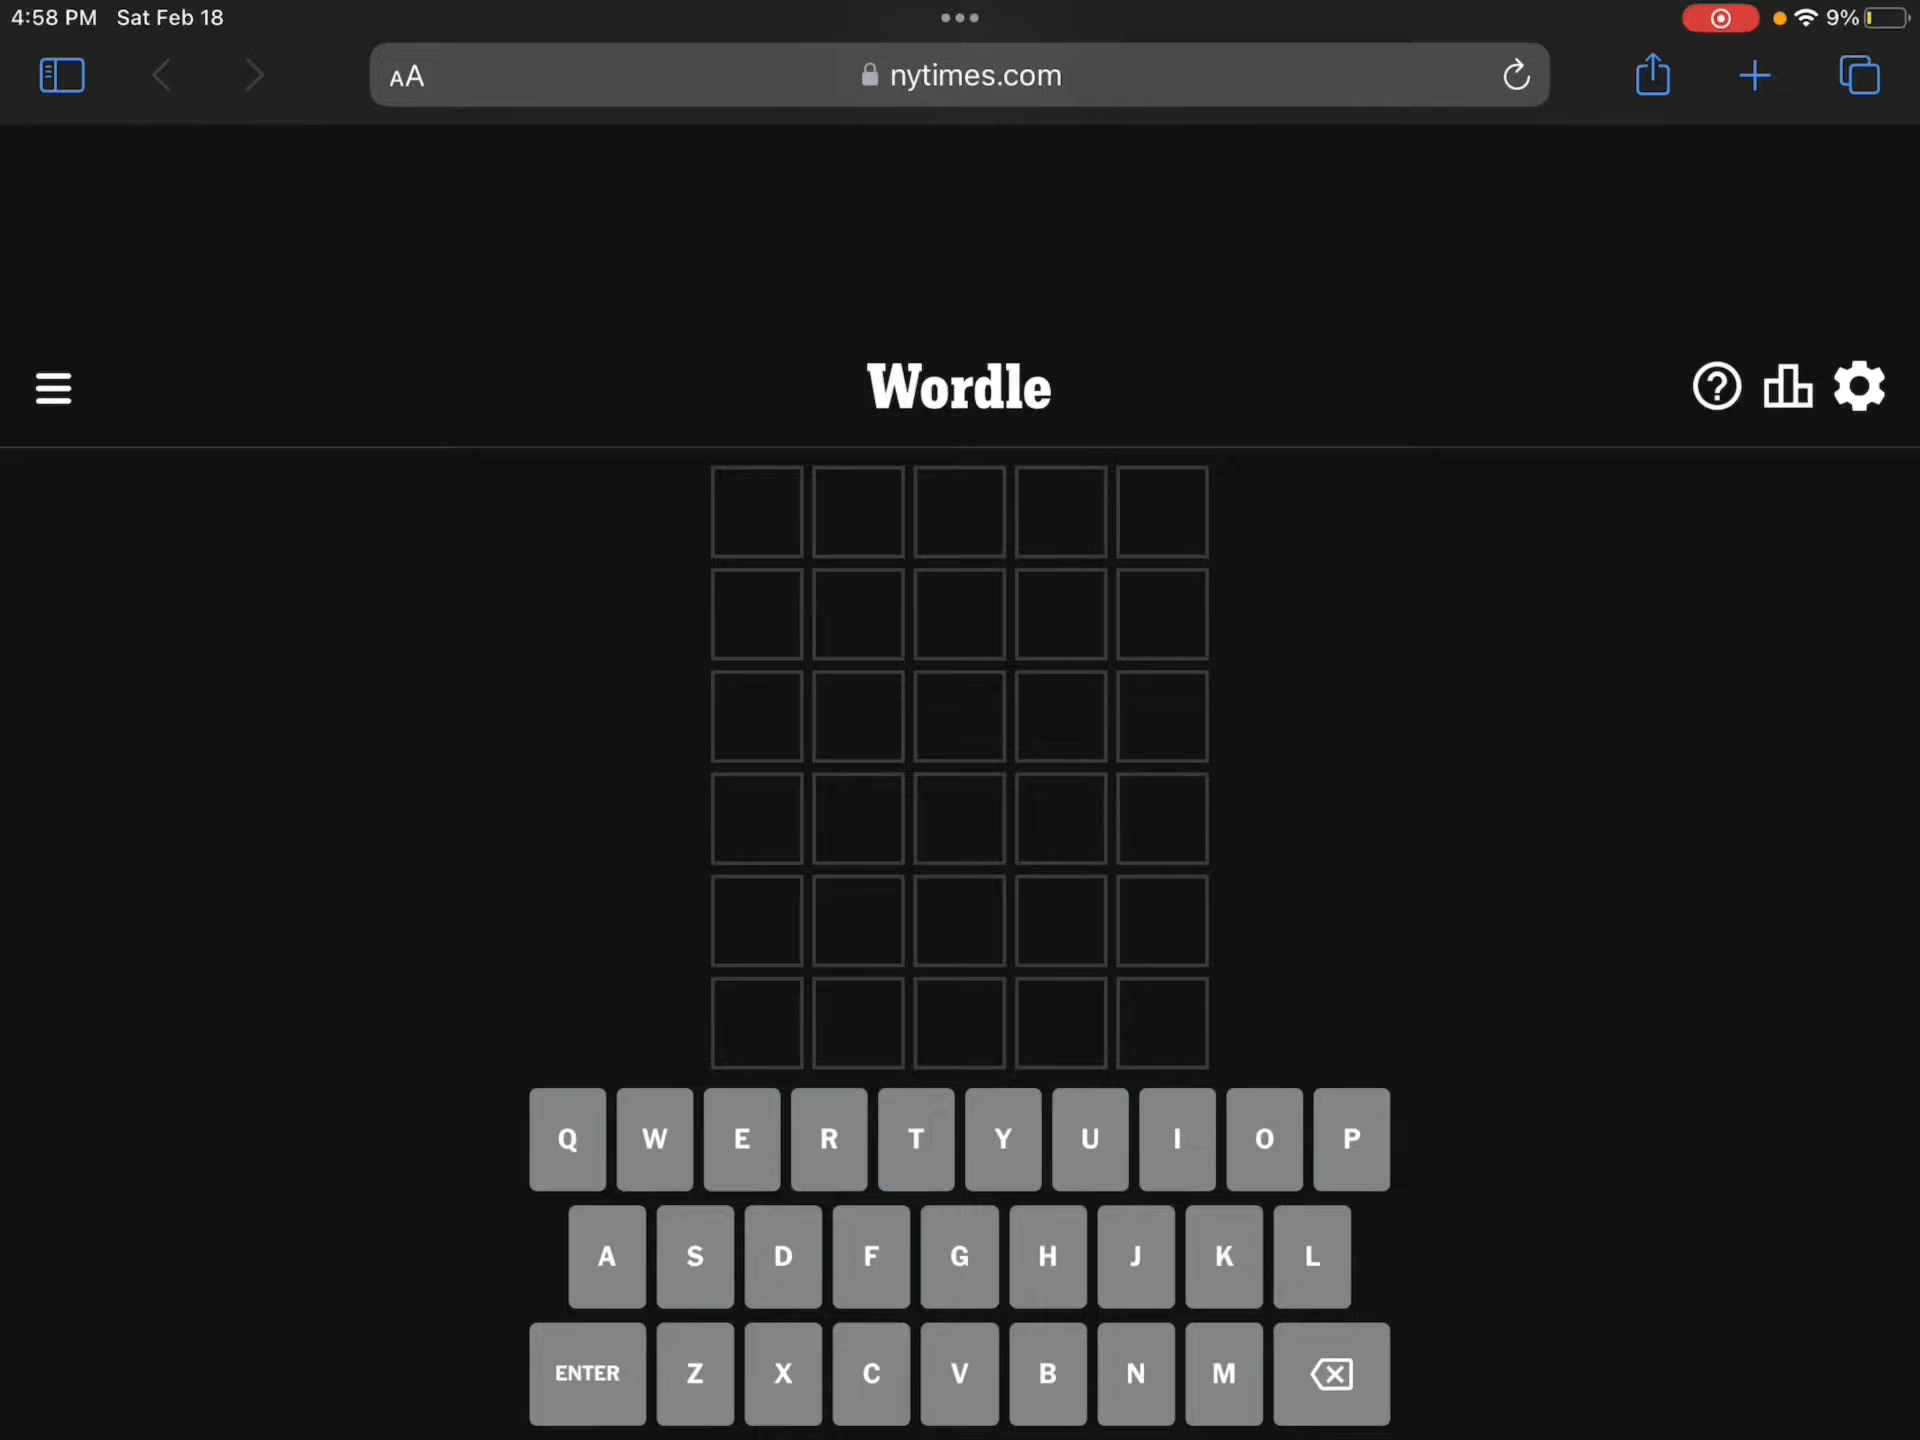 4:58 PM Sat Feb 18
9%
AA
nytimes.com
Wordle
Q W E R T Y U I O P
A S D F G H J K L
ENTER Z X C V B N M